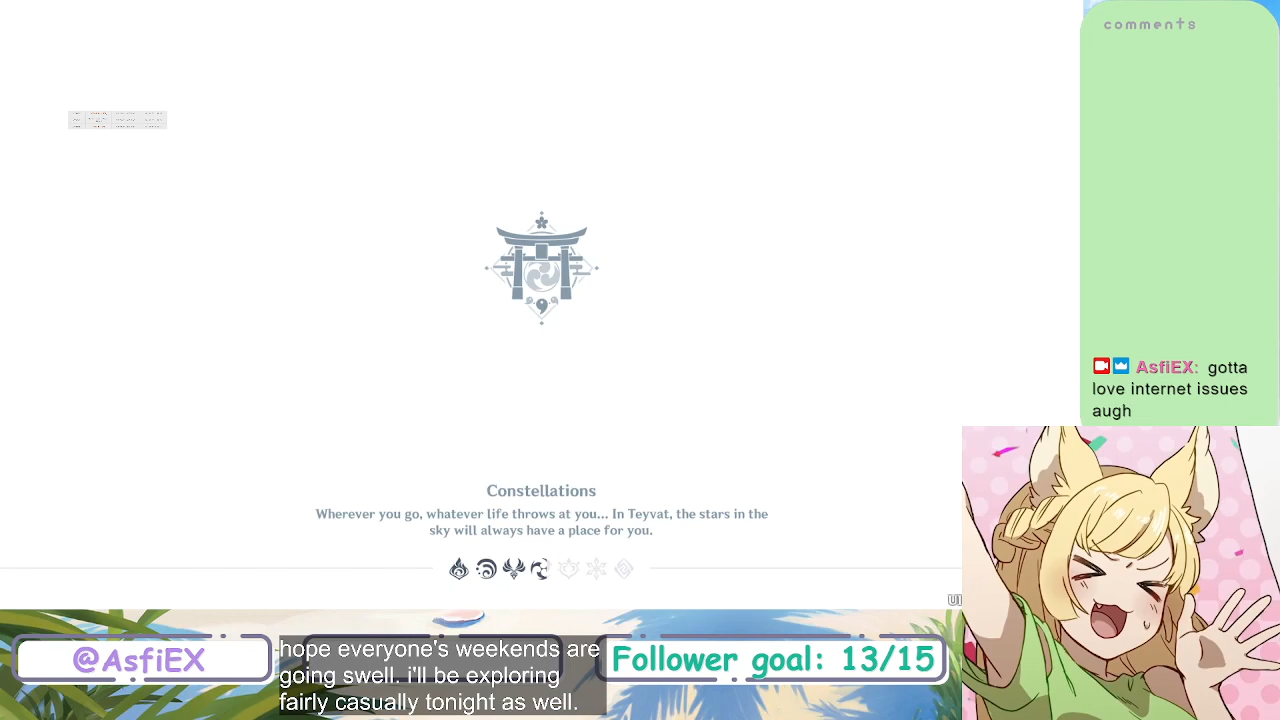 comments
AsfiEX: gotta
love internet issues
augh
Constellations
Wherever you go, whatever life throws at you... In Teyvat, the stars in the
sky will always have a place for you.
@AsfiEX
hope everyone's weekends are
going swell. i'll be exploring
fairly casually tonight as well.
Follower goal: 13/15